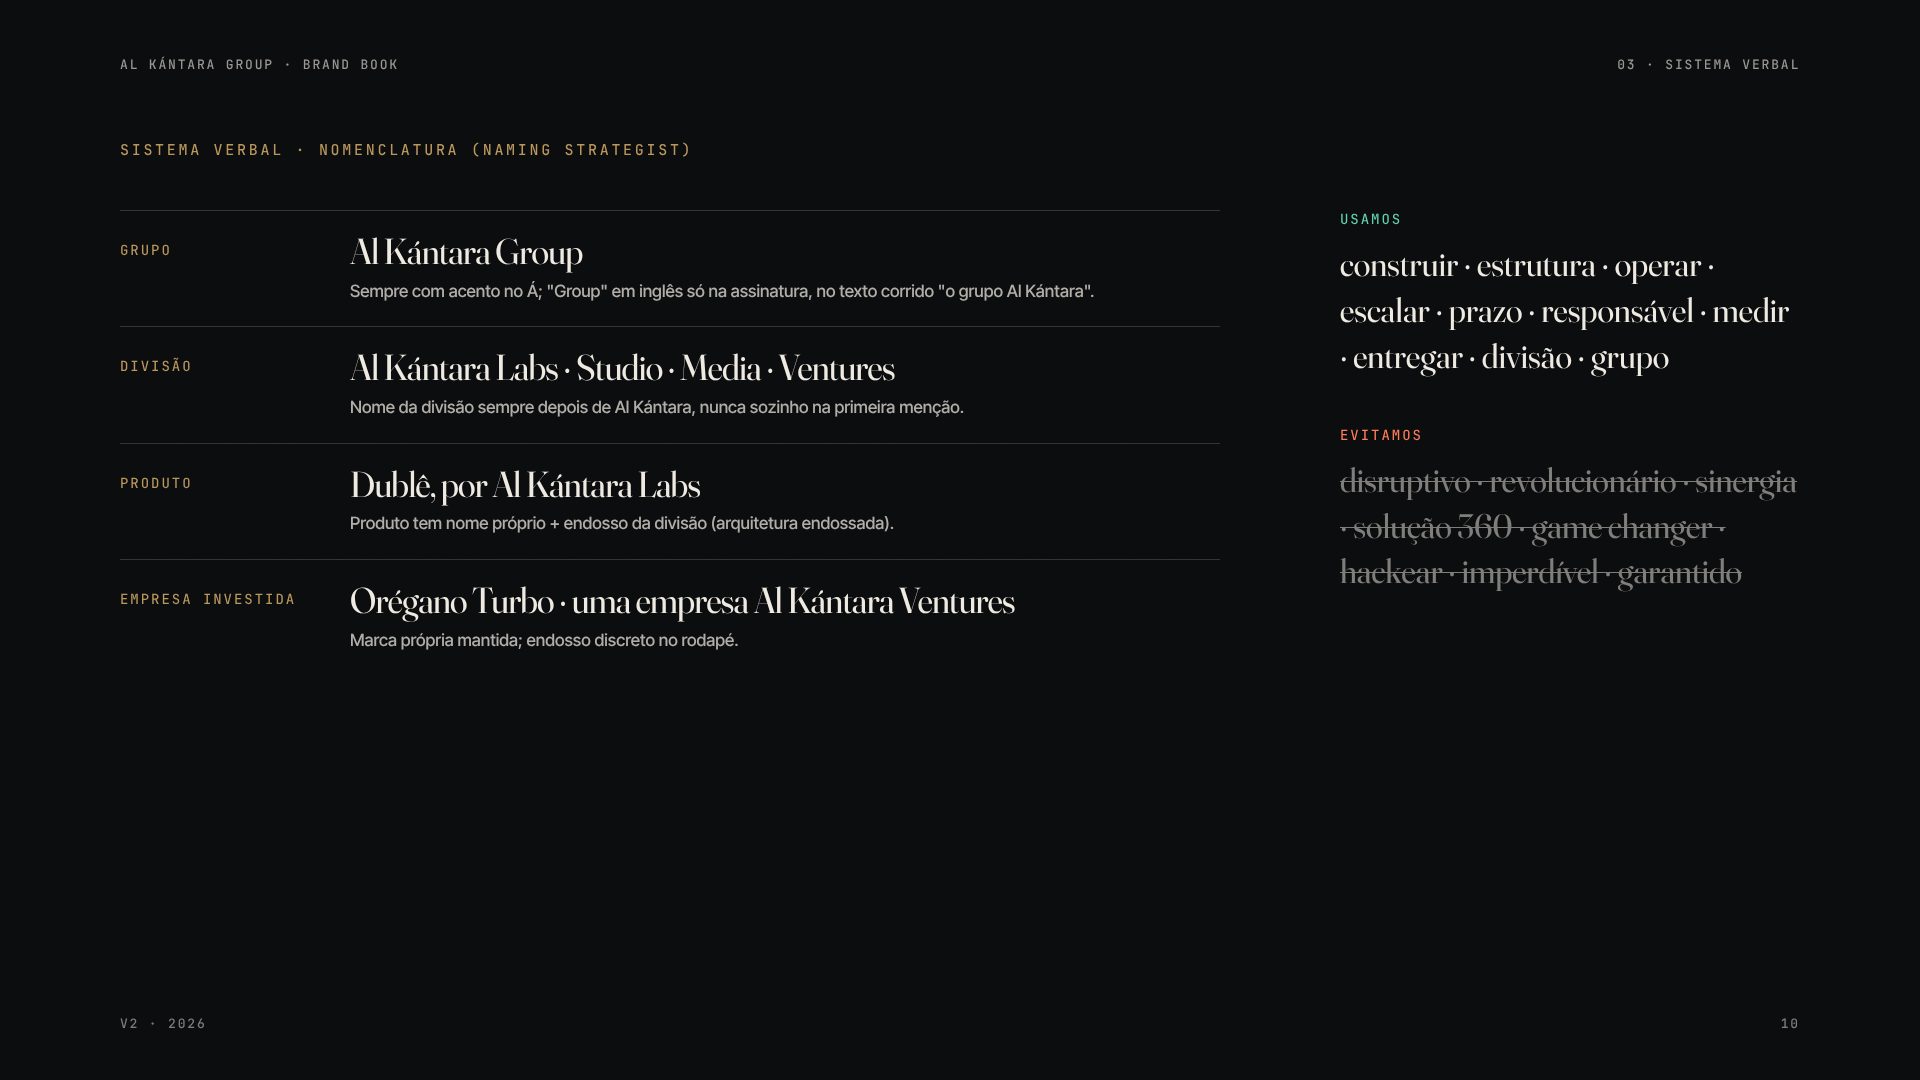 AL KÁNTARA GROUP · BRAND BOOK
03 · SISTEMA VERBAL
SISTEMA VERBAL · NOMENCLATURA (NAMING STRATEGIST)
GRUPO
Al Kántara Group
Sempre com acento no Á; "Group" em inglês só na assinatura, no texto corrido "o grupo Al Kántara".
DIVISÃO
Al Kántara Labs · Studio · Media · Ventures
Nome da divisão sempre depois de Al Kántara, nunca sozinho na primeira menção.
PRODUTO
Dublê, por Al Kántara Labs
Produto tem nome próprio + endosso da divisão (arquitetura endossada).
EMPRESA INVESTIDA
Orégano Turbo · uma empresa Al Kántara Ventures
Marca própria mantida; endosso discreto no rodapé.
USAMOS
construir · estrutura · operar ·
escalar · prazo · responsável · medir
· entregar · divisão · grupo
EVITAMOS
disruptivo · revolucionário · sinergia
· solução 360 · game changer ·
hackear · imperdível · garantido
V2 · 2026
10